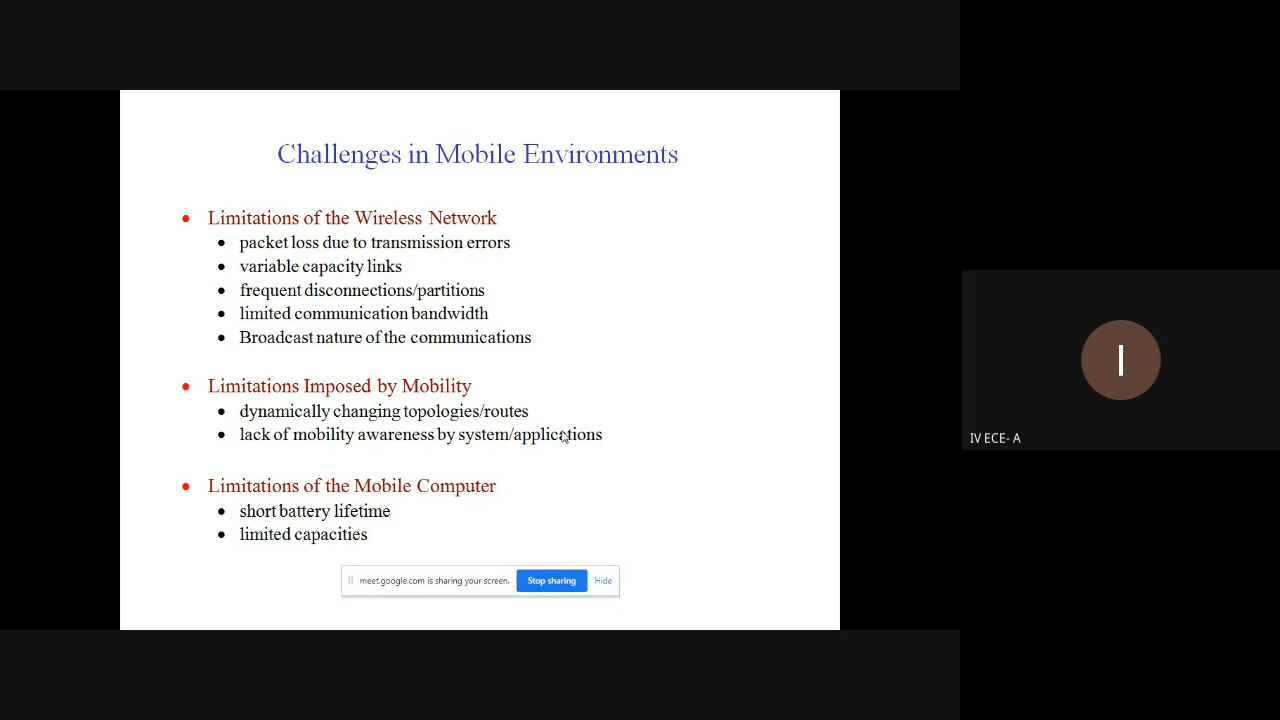 Challenges in Mobile Environments
• Limitations of the Wireless Network
• packet loss due to transmission errors
• variable capacity links
• frequent disconnections/partitions
• limited communication bandwidth
• Broadcast nature of the communications
• Limitations Imposed by Mobility
• dynamically changing topologies/routes
• lack of mobility awareness by system/applications
• Limitations of the Mobile Computer
• short battery lifetime
• limited capacities
meet.google.com is sharing your screen. Stop sharing Hide
I
IV ECE- A